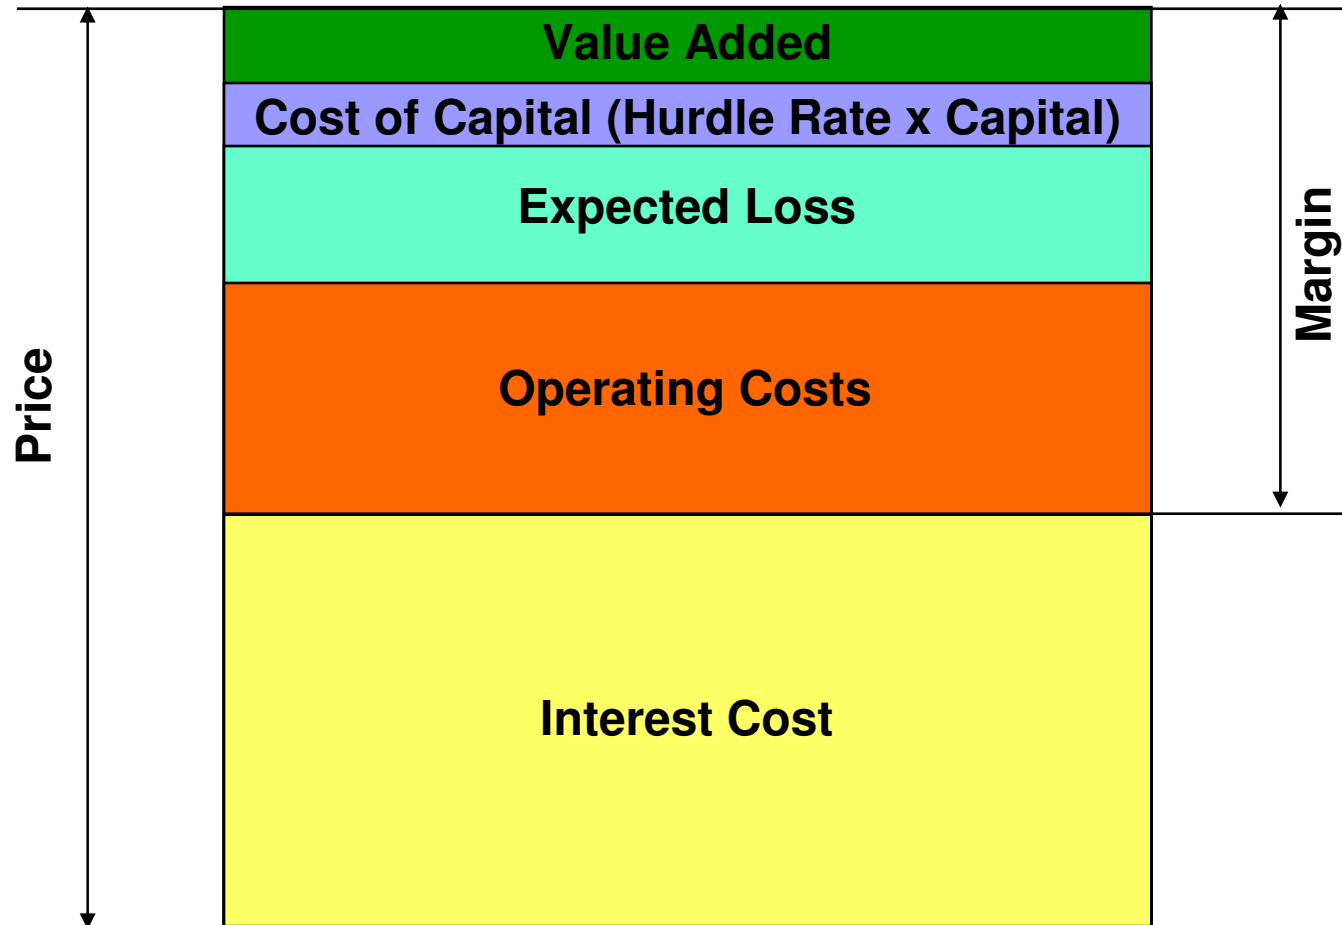 Value Added
Cost of Capital (Hurdle Rate x Capital)
Expected Loss
Operating Costs
Interest Cost
Price
Margin